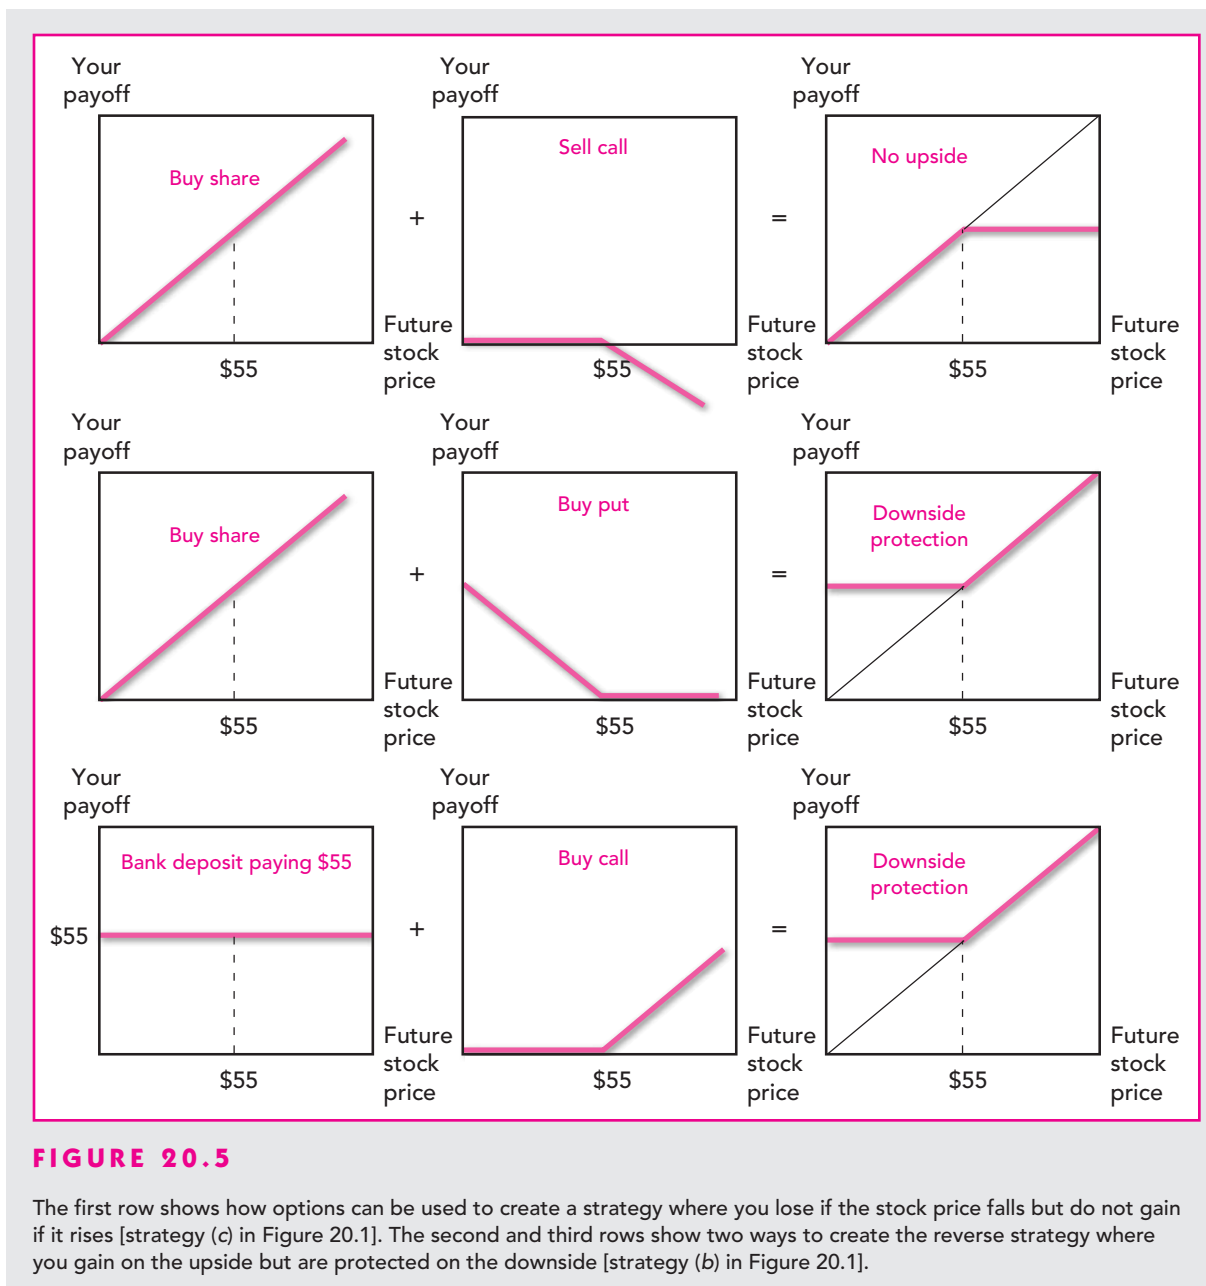 Your
payoff
Buy share
$55
Future
stock
price
+
Your
payoff
Sell call
$55
Future
stock
price
=
Your
payoff
No upside
$55
Future
stock
price
Your
payoff
Buy share
$55
Future
stock
price
+
Your
payoff
Buy put
$55
Future
stock
price
=
Your
payoff
Downside
protection
$55
Future
stock
price
Your
payoff
Bank deposit paying $55
$55
$55
Future
stock
price
+
Your
payoff
Buy call
$55
Future
stock
price
=
Your
payoff
Downside
protection
$55
Future
stock
price
FIGURE 20.5
The first row shows how options can be used to create a strategy where you lose if the stock price falls but do not gain
if it rises [strategy (c) in Figure 20.1]. The second and third rows show two ways to create the reverse strategy where
you gain on the upside but are protected on the downside [strategy (b) in Figure 20.1].